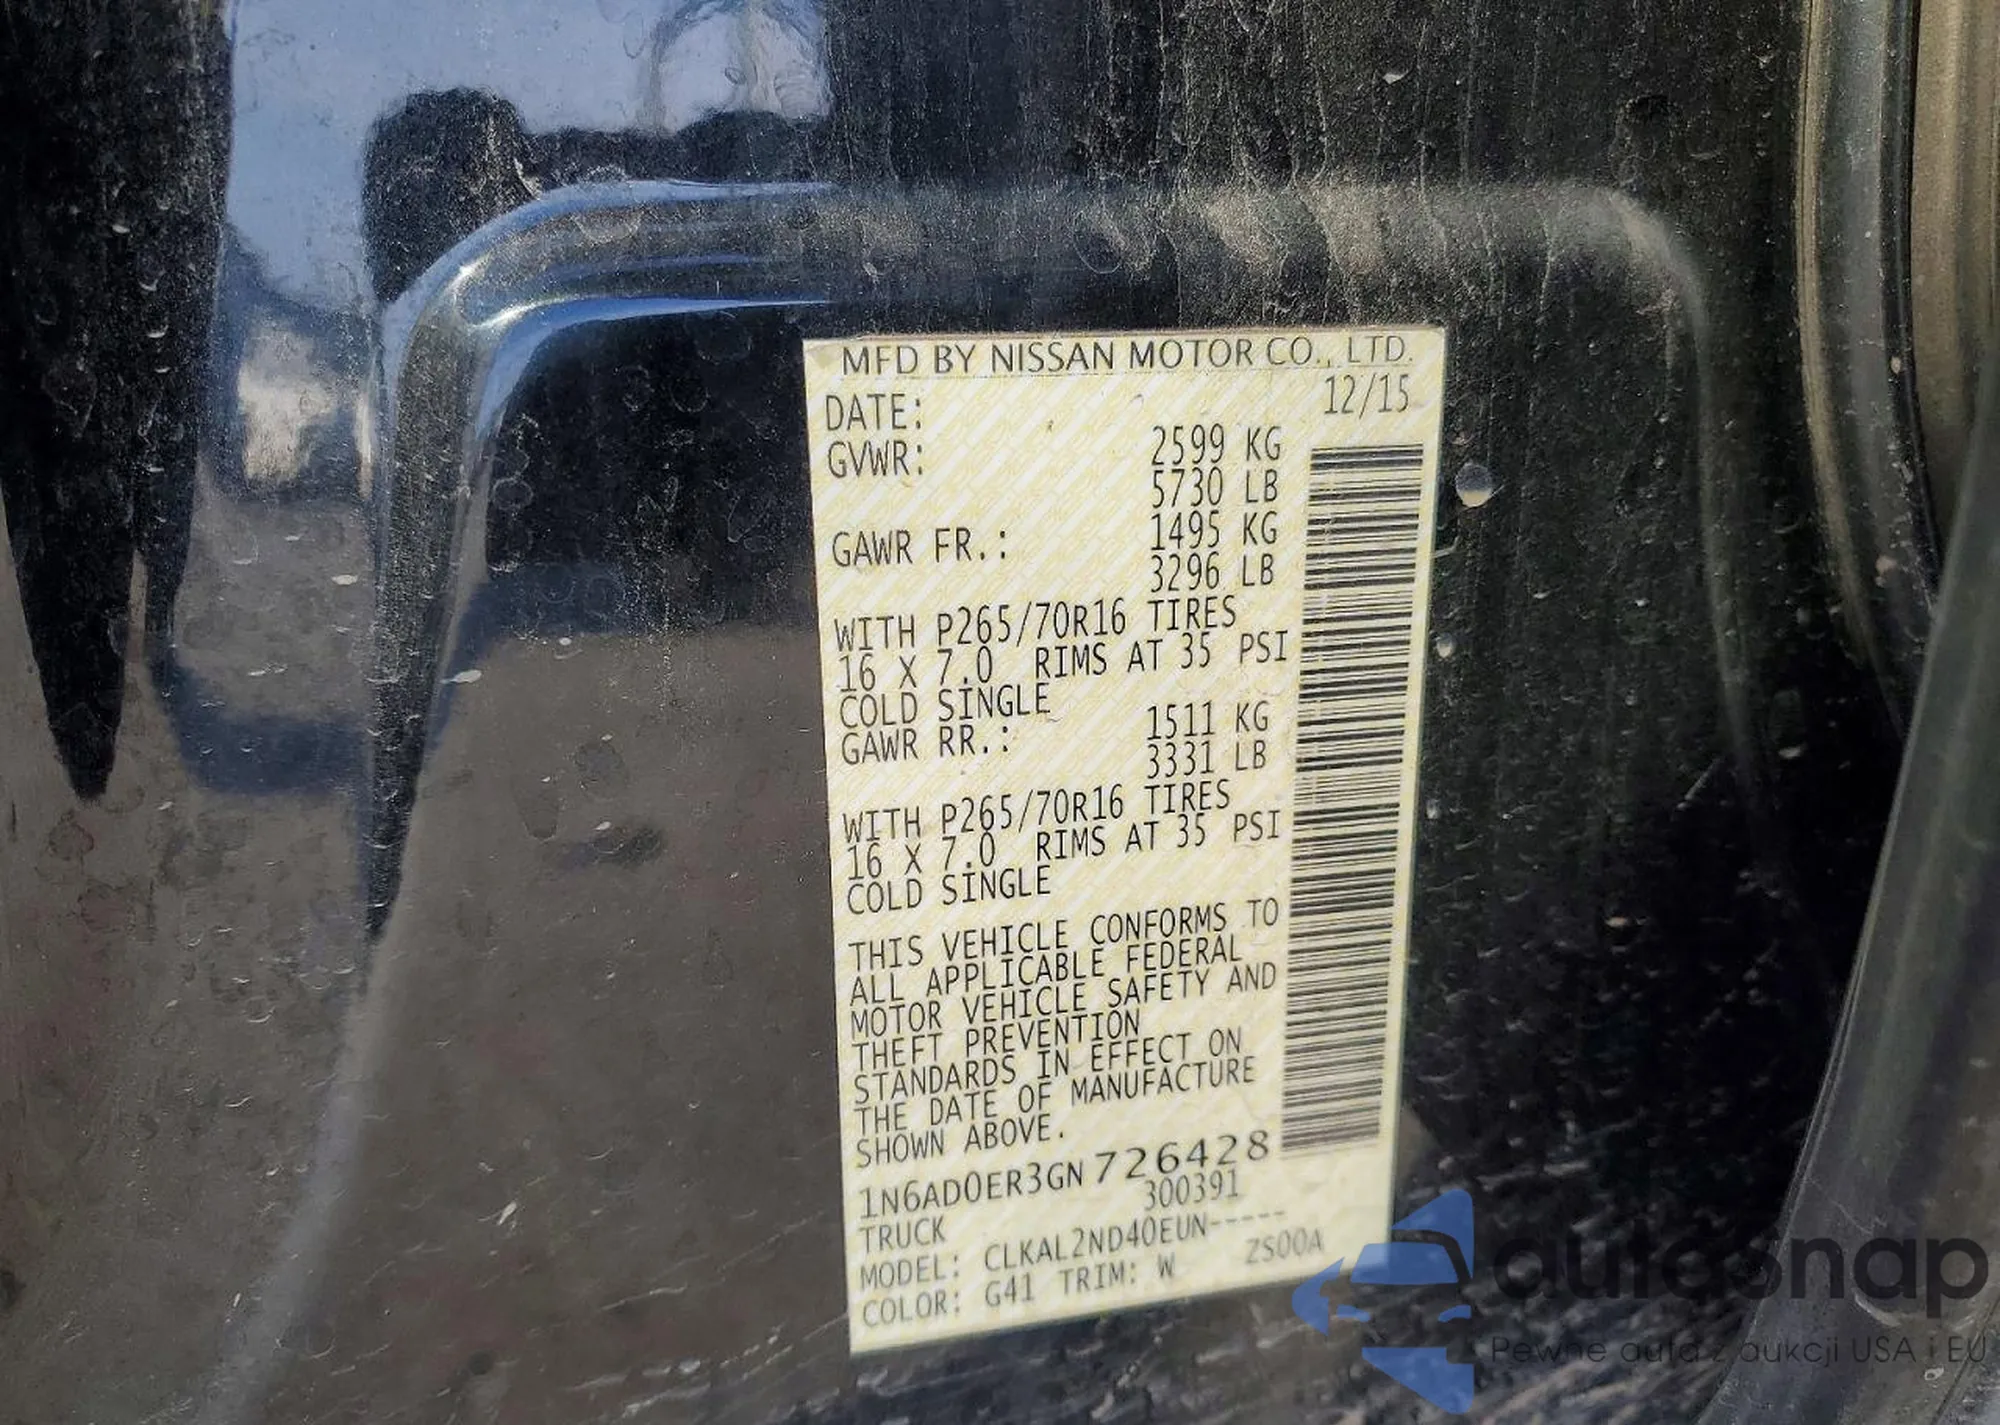 MFD BY NISSAN MOTOR CO., LTD.
DATE: 12/15
GVWR: 2599 KG
5730 LB
GAWR FR.: 1495 KG
3296 LB
WITH P265/70R16 TIRES
16 X 7.0 RIMS AT 35 PSI
COLD SINGLE
GAWR RR.: 1511 KG
3331 LB
WITH P265/70R16 TIRES
16 X 7.0 RIMS AT 35 PSI
COLD SINGLE
THIS VEHICLE CONFORMS TO
ALL APPLICABLE FEDERAL
MOTOR VEHICLE SAFETY AND
THEFT PREVENTION
STANDARDS IN EFFECT ON
THE DATE OF MANUFACTURE
SHOWN ABOVE.
1N6AD0ER3GN726428
300391
TRUCK
MODEL: CLKAL2ND40EUN-----
COLOR: G41 TRIM: W ZS00A
autosnap
Pewne auta z aukcji USA i EU